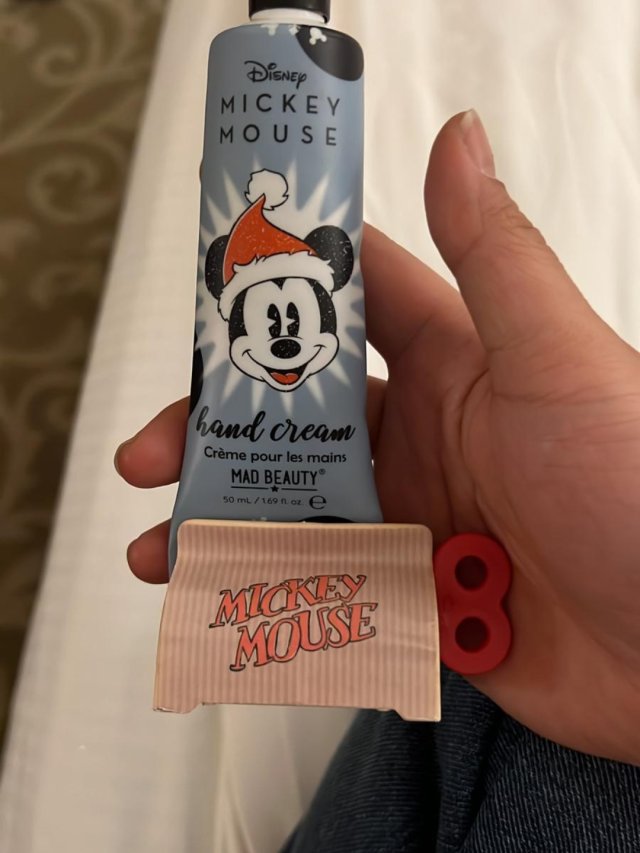 Disney
MICKEY
MOUSE
hand cream
Crème pour les mains
MAD BEAUTY®
50 mL / 1.69 fl. oz. ℮
MICKEY
MOUSE